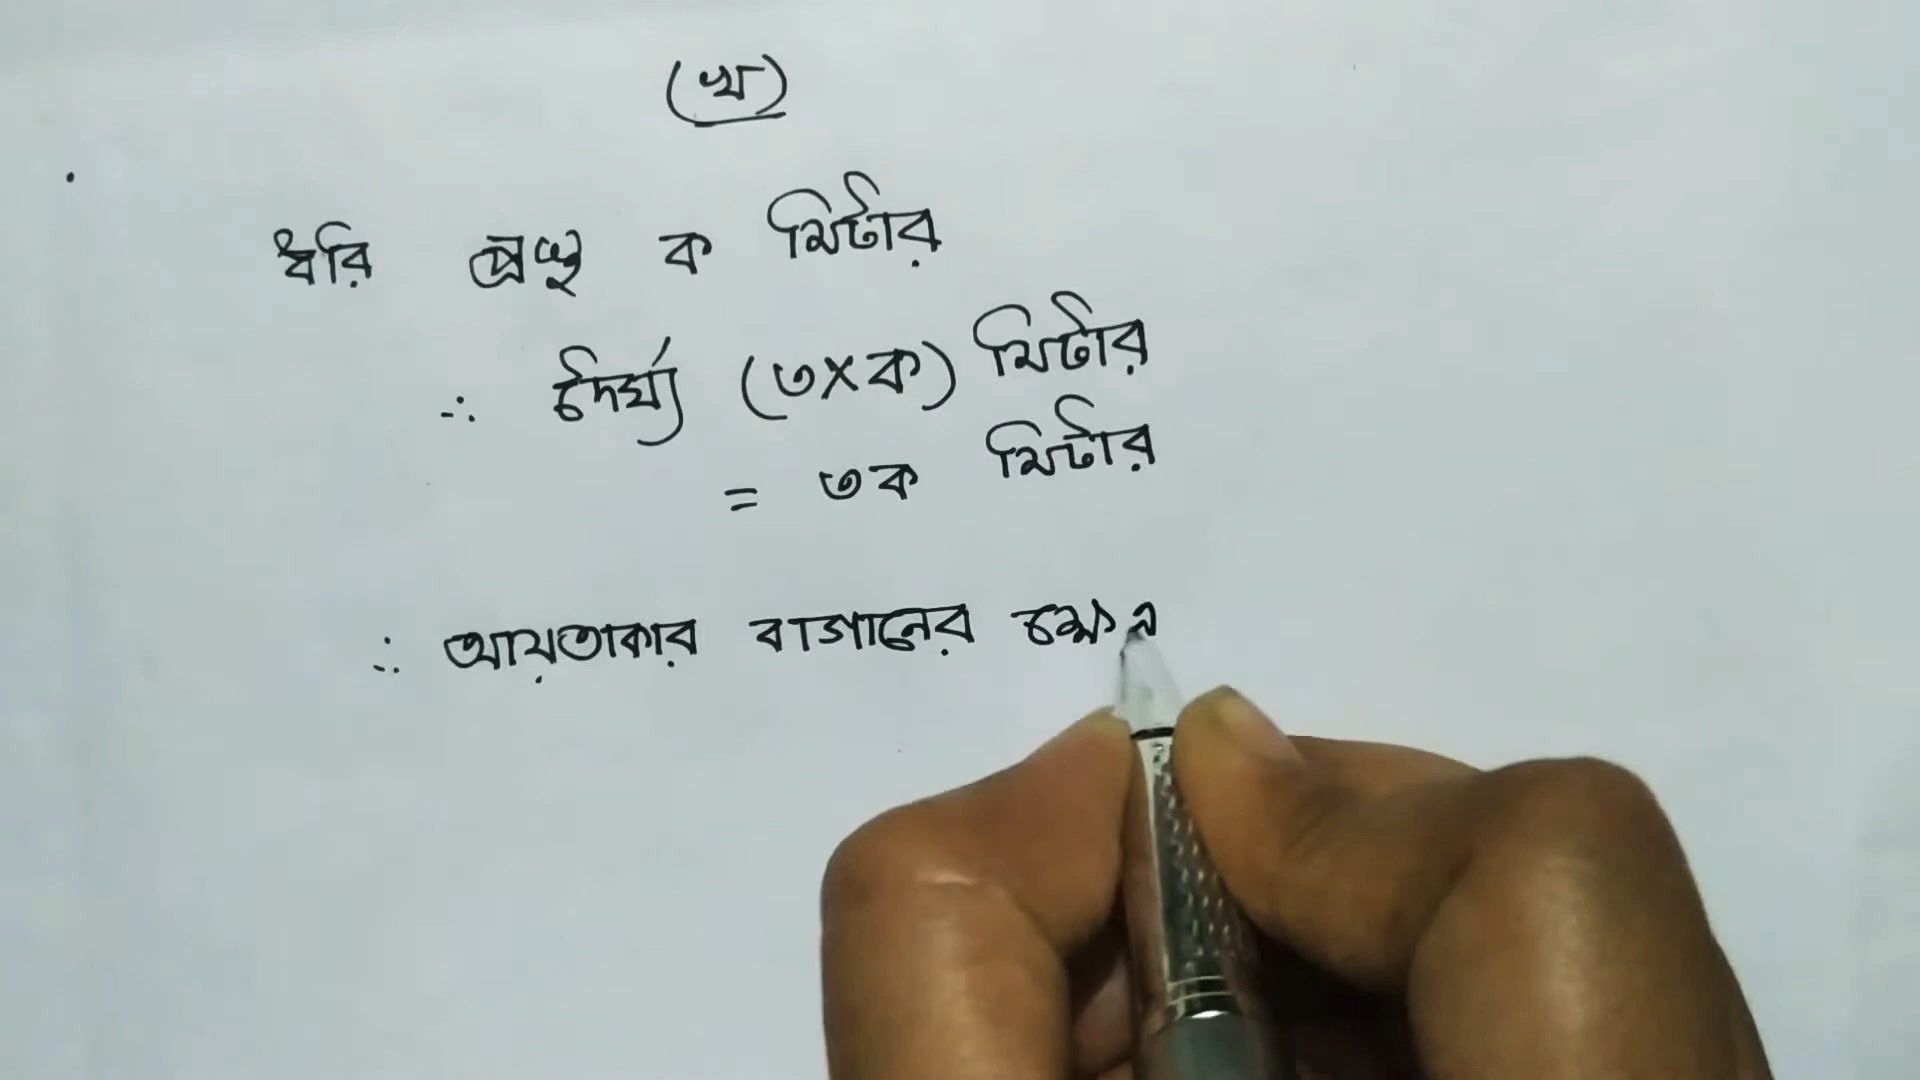 (খ)
ধরি প্রস্থ ক মিটার
∴ দৈর্ঘ্য (৩×ক) মিটার
= ৩ক মিটার
∴ আয়তাকার বাগানের ক্ষেত্র